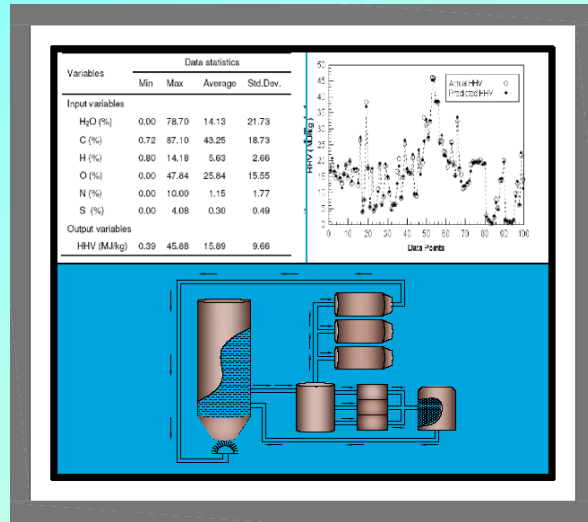 Variables Data statistics
Min Max Average Std.Dev.
Input variables
H₂O (%) 0.00 78.70 14.13 21.73
C (%) 0.72 87.10 43.25 18.73
H (%) 0.80 14.18 5.63 2.66
O (%) 0.00 47.84 25.84 15.55
N (%) 0.00 10.00 1.15 1.77
S (%) 0.00 4.08 0.30 0.49
Output variables
HHV (MJ/kg) 0.39 45.88 15.89 9.66
Actual HHV
Predicted HHV
HHV (MJ/kg)
50
45
40
35
30
25
20
15
10
5
0
0 10 20 30 40 50 60 70 80 90 100
Data Points